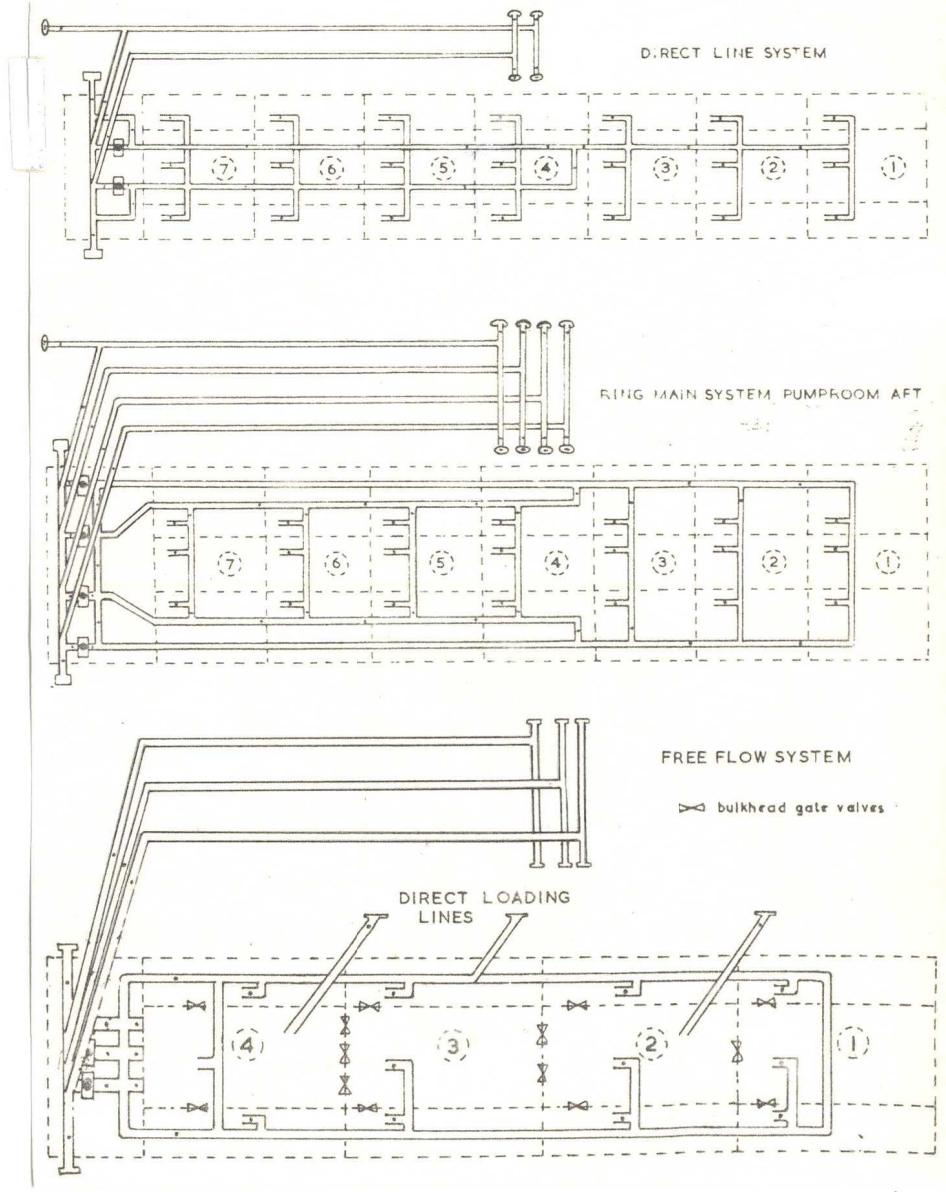 DIRECT LINE SYSTEM
7 6 5 4 3 2 1
RING MAIN SYSTEM PUMPROOM AFT
7 6 5 4 3 2 1
FREE FLOW SYSTEM
bulkhead gate valves
DIRECT LOADING
LINES
4 3 2 1